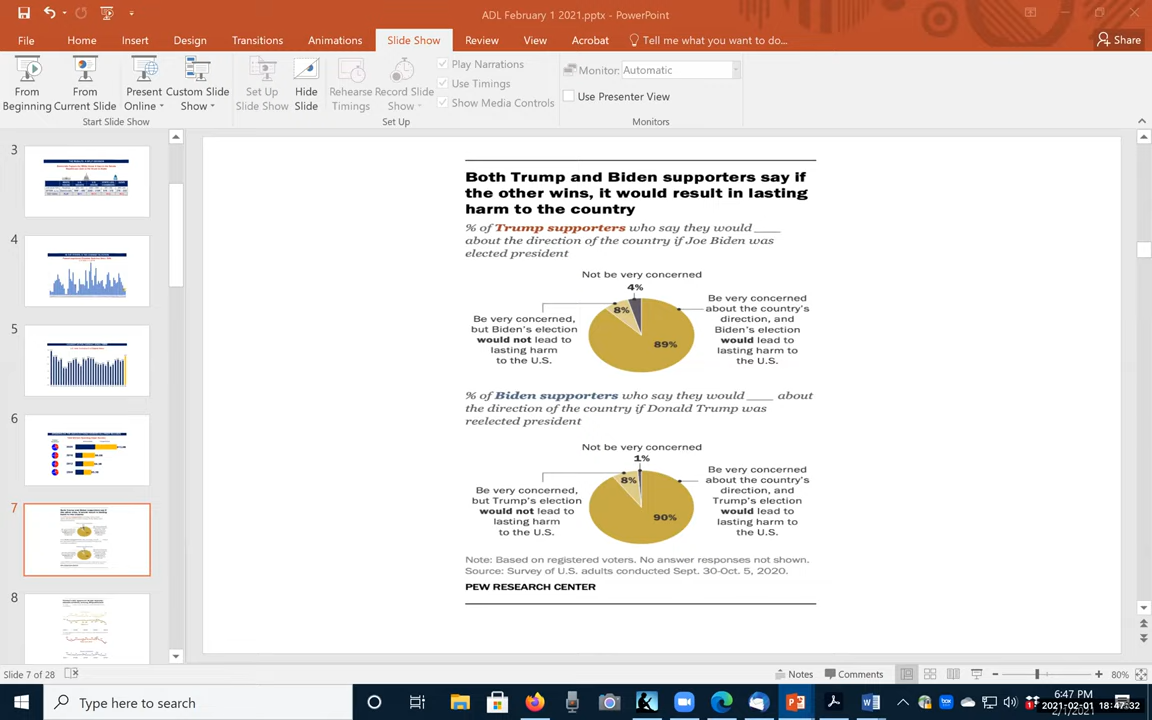 ADL February 1 2021.pptx - PowerPoint
File Home Insert Design Transitions Animations Slide Show Review View Acrobat Tell me what you want to do... Share
From Beginning
From Current Slide
Present Online
Custom Slide Show
Set Up Slide Show
Hide Slide
Rehearse Timings
Record Slide Show
Play Narrations
Use Timings
Show Media Controls
Monitor: Automatic
Use Presenter View
Start Slide Show
Set Up
Monitors
3
4
5
6
7
8
Both Trump and Biden supporters say if
the other wins, it would result in lasting
harm to the country
% of Trump supporters who say they would ____
about the direction of the country if Joe Biden was
elected president
Not be very concerned
4%
8%
89%
Be very concerned,
but Biden's election
would not lead to
lasting harm
to the U.S.
Be very concerned
about the country's
direction, and
Biden's election
would lead to
lasting harm to
the U.S.
% of Biden supporters who say they would ____ about
the direction of the country if Donald Trump was
reelected president
Not be very concerned
1%
8%
90%
Be very concerned,
but Trump's election
would not lead to
lasting harm
to the U.S.
Be very concerned
about the country's
direction, and
Trump's election
would lead to
lasting harm to
the U.S.
Note: Based on registered voters. No answer responses not shown.
Source: Survey of U.S. adults conducted Sept. 30-Oct. 5, 2020.
PEW RESEARCH CENTER
Slide 7 of 28
Notes
Comments
80%
Type here to search
6:47 PM
2021-02-01 18:47:32